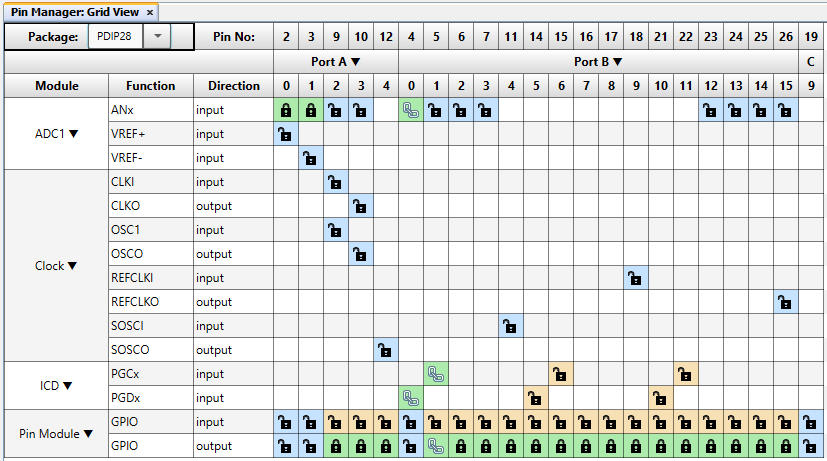 Pin Manager: Grid View ×
Package: PDIP28 Pin No: 2 3 9 10 12 4 5 6 7 11 14 15 16 17 18 21 22 23 24 25 26 19
Port A ▼ Port B ▼ C
Module Function Direction 0 1 2 3 4 0 1 2 3 4 5 6 7 8 9 10 11 12 13 14 15 9
ADC1 ▼ ANx input
VREF+ input
VREF- input
Clock ▼ CLKI input
CLKO output
OSC1 input
OSCO output
REFCLKI input
REFCLKO output
SOSCI input
SOSCO output
ICD ▼ PGCx input
PGDx input
Pin Module ▼ GPIO input
GPIO output